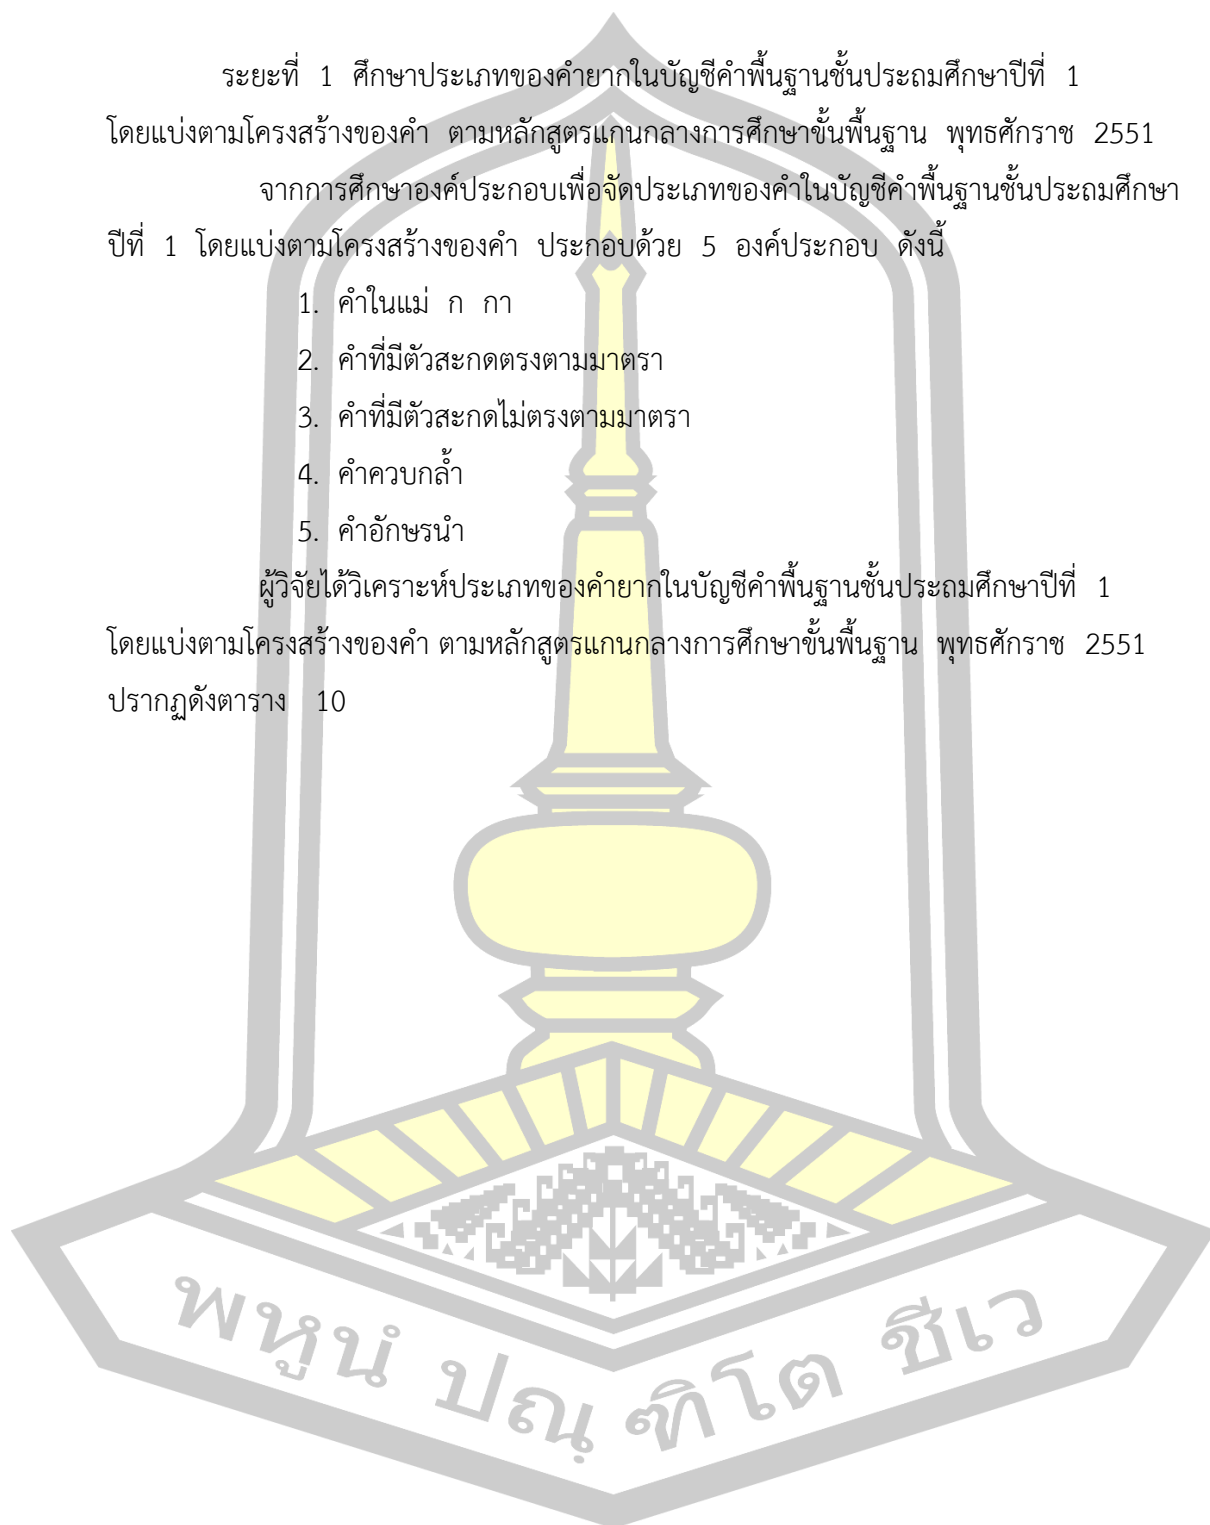 ระยะที่ 1 ศึกษาประเภทของคำยากในบัญชีคำพื้นฐานชั้นประถมศึกษาปีที่ 1
โดยแบ่งตามโครงสร้างของคำ ตามหลักสูตรแกนกลางการศึกษาขั้นพื้นฐาน พุทธศักราช 2551
จากการศึกษาองค์ประกอบเพื่อจัดประเภทของคำในบัญชีคำพื้นฐานชั้นประถมศึกษา
ปีที่ 1 โดยแบ่งตามโครงสร้างของคำ ประกอบด้วย 5 องค์ประกอบ ดังนี้
1. คำในแม่ ก กา
2. คำที่มีตัวสะกดตรงตามมาตรา
3. คำที่มีตัวสะกดไม่ตรงตามมาตรา
4. คำควบกล้ำ
5. คำอักษรนำ
ผู้วิจัยได้วิเคราะห์ประเภทของคำยากในบัญชีคำพื้นฐานชั้นประถมศึกษาปีที่ 1
โดยแบ่งตามโครงสร้างของคำ ตามหลักสูตรแกนกลางการศึกษาขั้นพื้นฐาน พุทธศักราช 2551
ปรากฏดังตาราง 10
พหูนํ ปณฺฑิโต ชีเว